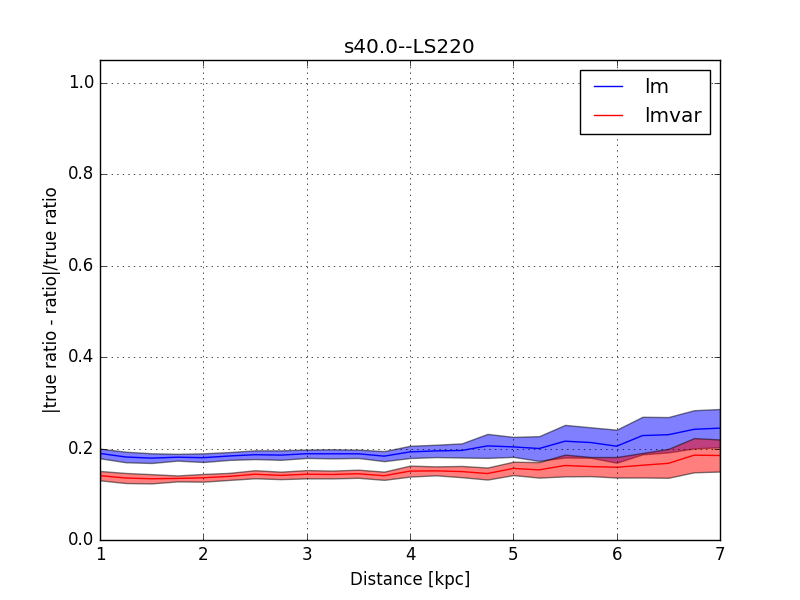 s40.0--LS220
lm
lmvar
|true ratio - ratio|/true ratio
1.0
0.8
0.6
0.4
0.2
0.0
1 2 3 4 5 6 7
Distance [kpc]